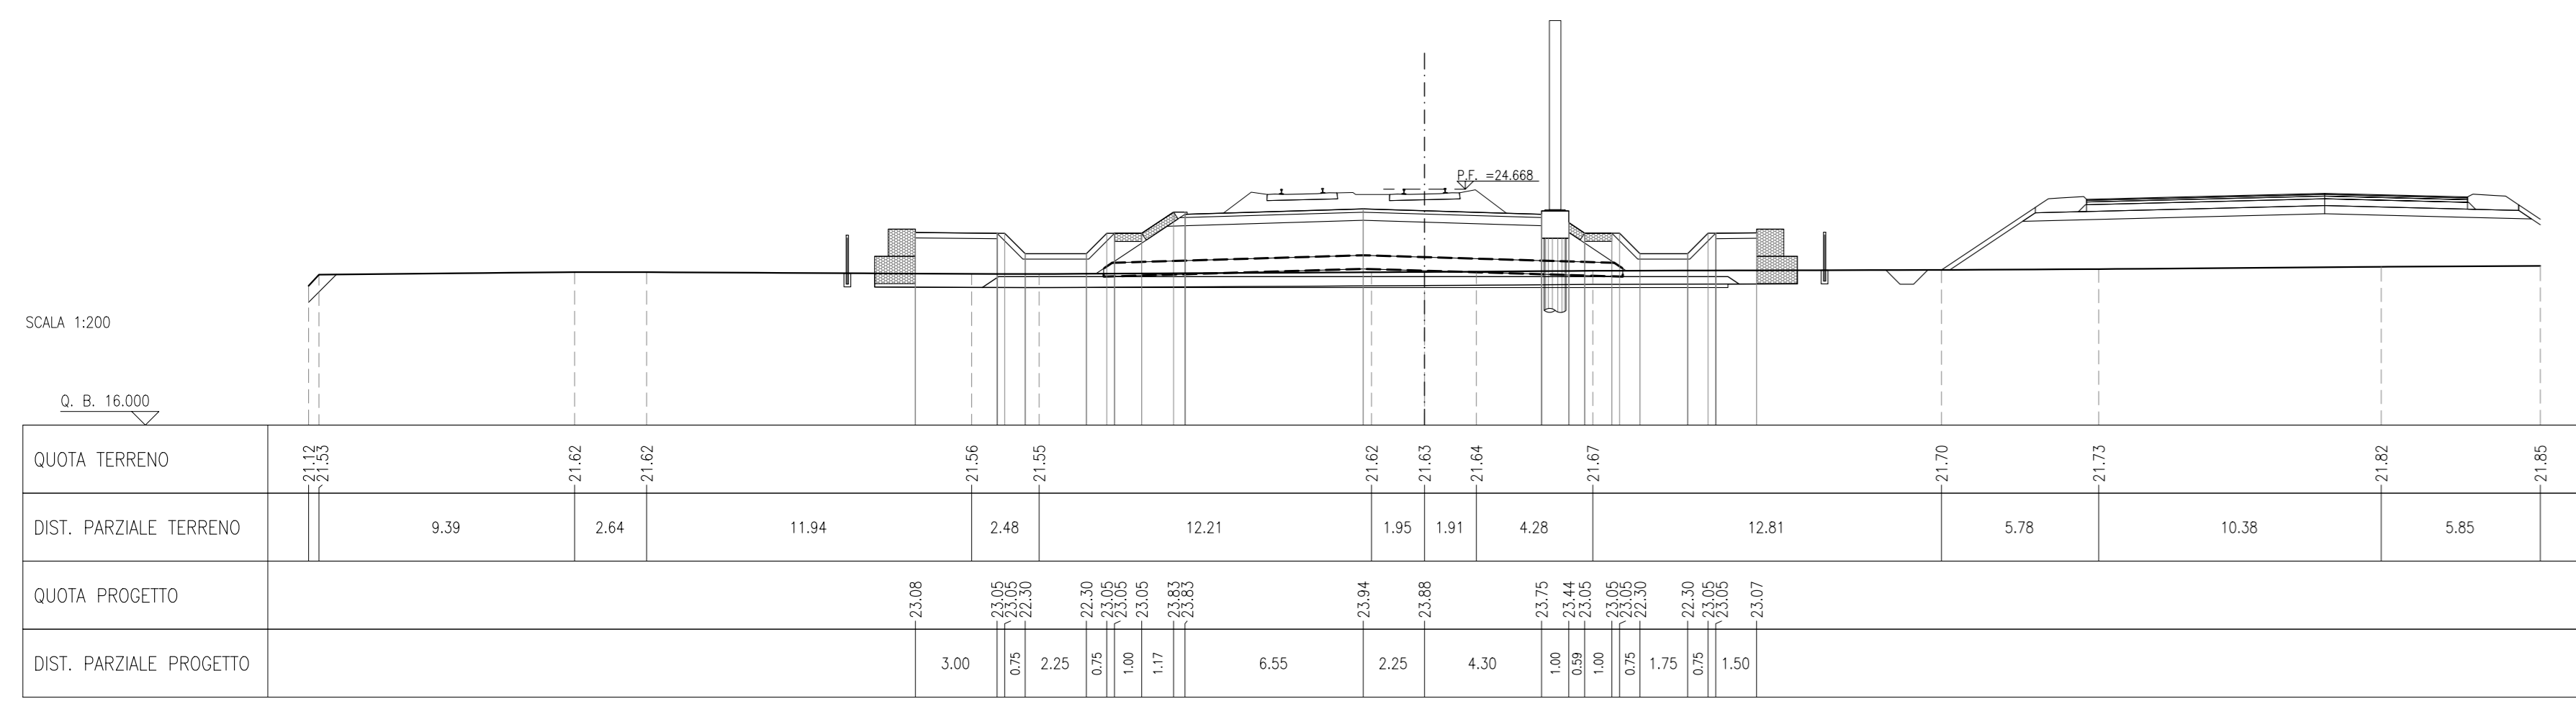 P.F. =24.668
SCALA 1:200
Q. B. 16.000
QUOTA TERRENO 21.12 21.53 21.62 21.62 21.56 21.55 21.62 21.63 21.64 21.67 21.70 21.73 21.82 21.85
DIST. PARZIALE TERRENO 9.39 2.64 11.94 2.48 12.21 1.95 1.91 4.28 12.81 5.78 10.38 5.85
QUOTA PROGETTO 23.08 23.05 23.05 22.30 22.30 23.05 23.05 23.05 23.83 23.83 23.94 23.88 23.75 23.44 23.05 23.05 23.05 22.30 22.30 23.05 23.05 23.07
DIST. PARZIALE PROGETTO 3.00 0.75 2.25 0.75 1.00 1.17 6.55 2.25 4.30 1.00 0.59 1.00 0.75 1.75 0.75 1.50